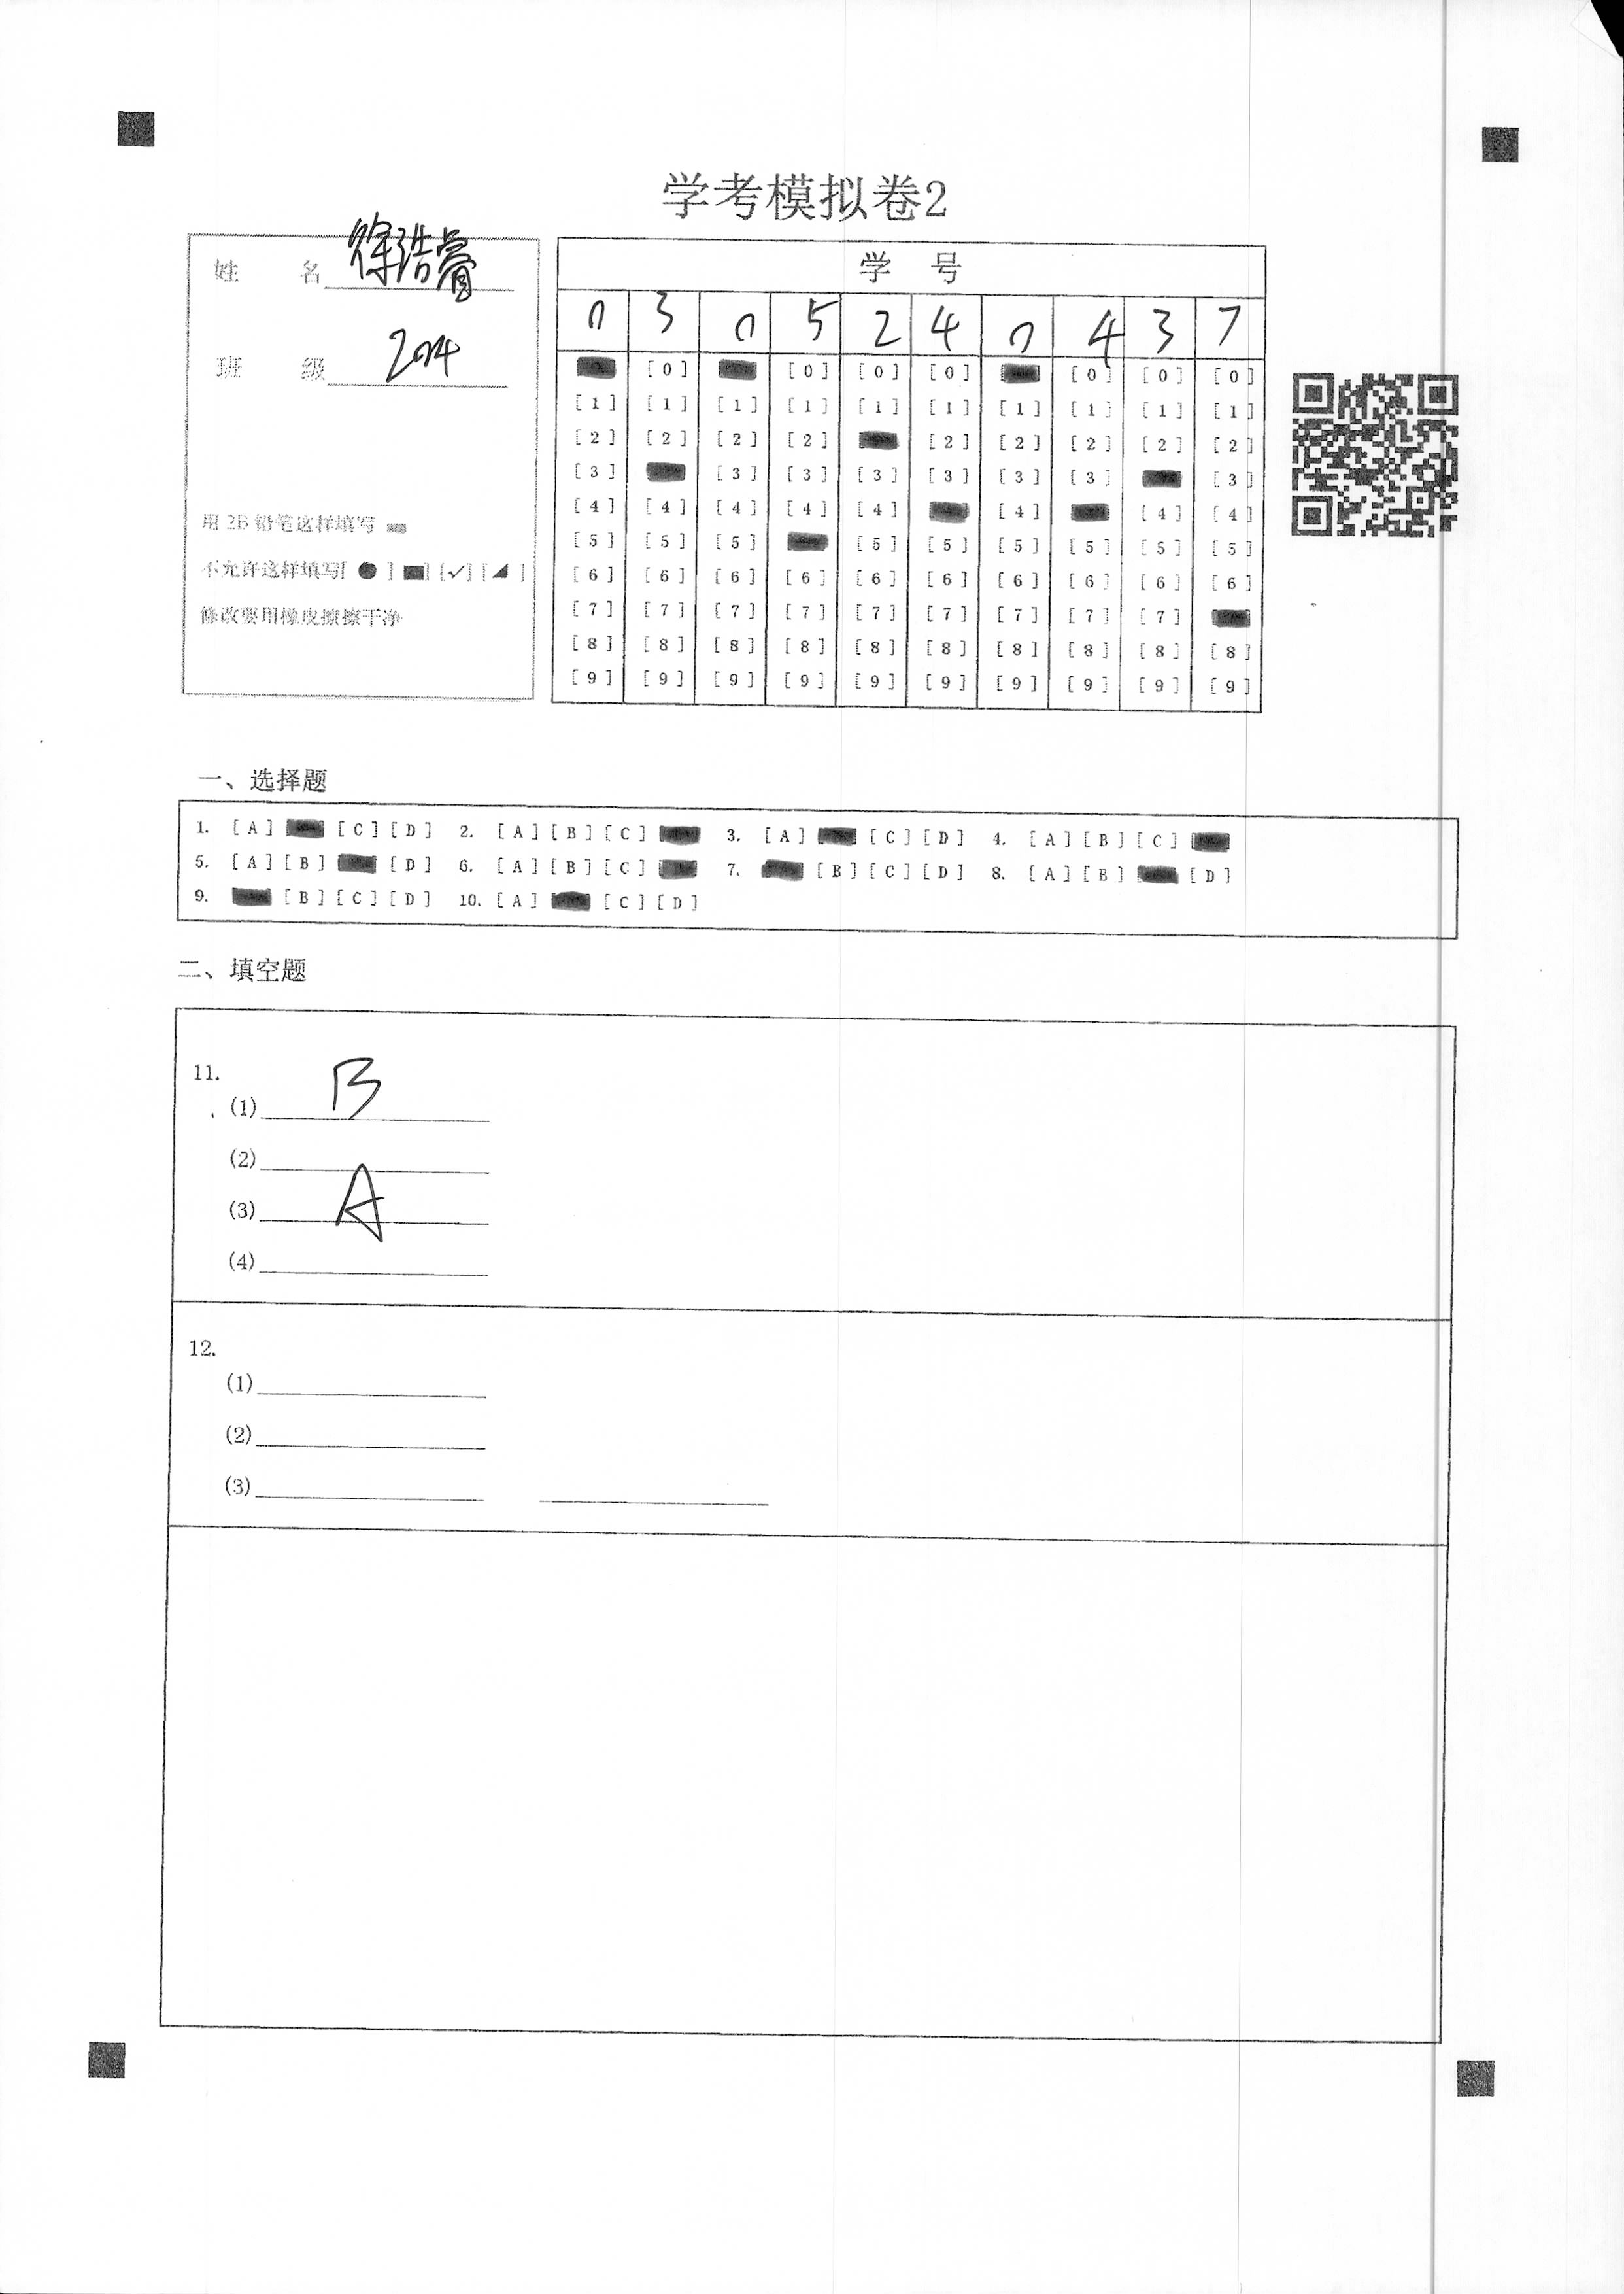 学考模拟卷2
姓 名 徐浩睿
班 级 204
用 2B 铅笔这样填写
不允许这样填写[ ● ] [■] [✓] [◢ ]
修改要用橡皮擦擦干净
学 号
0 3 0 5 2 4 0 4 3 7
[0] [0] [0] [0] [0] [0] [0]
[1] [1] [1] [1] [1] [1] [1] [1] [1] [1]
[2] [2] [2] [2] [2] [2] [2] [2] [2]
[3] [3] [3] [3] [3] [3] [3] [3]
[4] [4] [4] [4] [4] [4] [4] [4]
[5] [5] [5] [5] [5] [5] [5] [5] [5]
[6] [6] [6] [6] [6] [6] [6] [6] [6] [6]
[7] [7] [7] [7] [7] [7] [7] [7] [7]
[8] [8] [8] [8] [8] [8] [8] [8] [8] [8]
[9] [9] [9] [9] [9] [9] [9] [9] [9] [9]
一、选择题
1. [A] [C] [D] 2. [A] [B] [C] 3. [A] [C] [D] 4. [A] [B] [C]
5. [A] [B] [D] 6. [A] [B] [C] 7. [B] [C] [D] 8. [A] [B] [D]
9. [B] [C] [D] 10. [A] [C] [D]
二、填空题
11.
(1) B
(2)
(3) A
(4)
12.
(1)
(2)
(3)